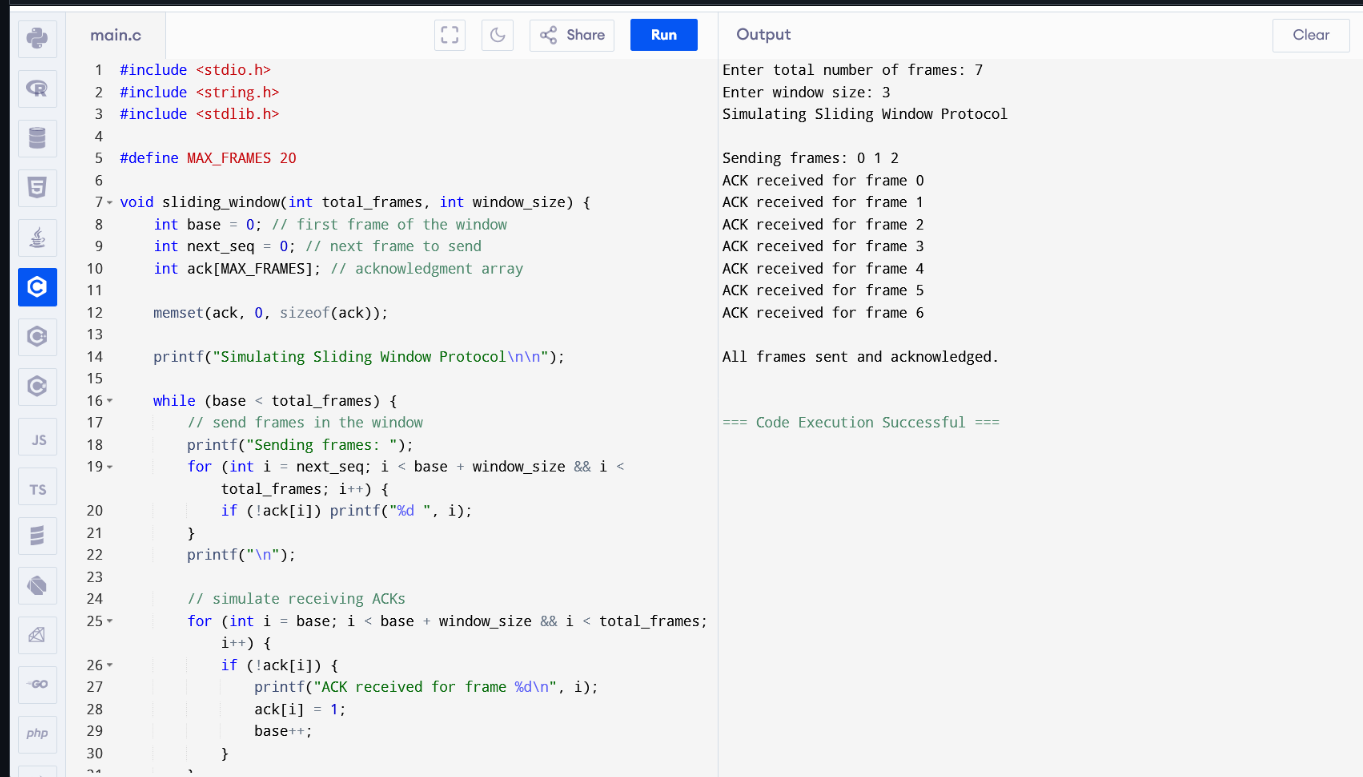 main.c
Share
Run
Output
Clear
1 #include <stdio.h>
2 #include <string.h>
3 #include <stdlib.h>
4
5 #define MAX_FRAMES 20
6
7 void sliding_window(int total_frames, int window_size) {
8 int base = 0; // first frame of the window
9 int next_seq = 0; // next frame to send
10 int ack[MAX_FRAMES]; // acknowledgment array
11
12 memset(ack, 0, sizeof(ack));
13
14 printf("Simulating Sliding Window Protocol\n\n");
15
16 while (base < total_frames) {
17 // send frames in the window
18 printf("Sending frames: ");
19 for (int i = next_seq; i < base + window_size && i <
total_frames; i++) {
20 if (!ack[i]) printf("%d ", i);
21 }
22 printf("\n");
23
24 // simulate receiving ACKs
25 for (int i = base; i < base + window_size && i < total_frames;
i++) {
26 if (!ack[i]) {
27 printf("ACK received for frame %d\n", i);
28 ack[i] = 1;
29 base++;
30 }
31 }
Enter total number of frames: 7
Enter window size: 3
Simulating Sliding Window Protocol
Sending frames: 0 1 2
ACK received for frame 0
ACK received for frame 1
ACK received for frame 2
ACK received for frame 3
ACK received for frame 4
ACK received for frame 5
ACK received for frame 6
All frames sent and acknowledged.
=== Code Execution Successful ===
R
5
C
C
JS
TS
GO
php